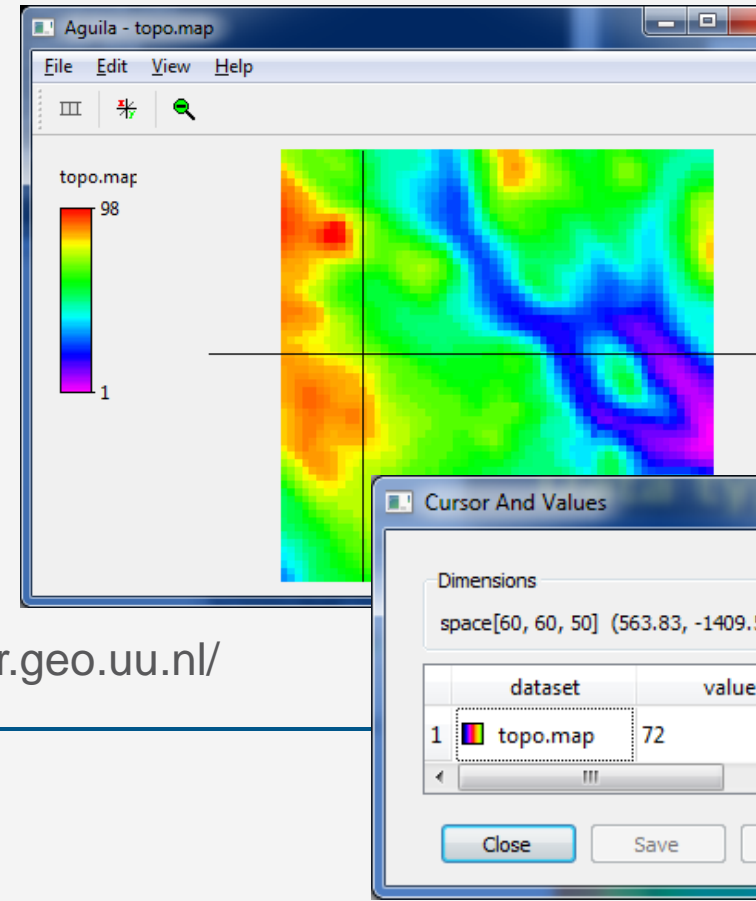 Aguila - topo.map
File Edit View Help
topo.map
98
1
Cursor And Values
Dimensions
space[60, 60, 50] (563.83, -1409.5
r.geo.uu.nl/
dataset value
1 topo.map 72
Close Save